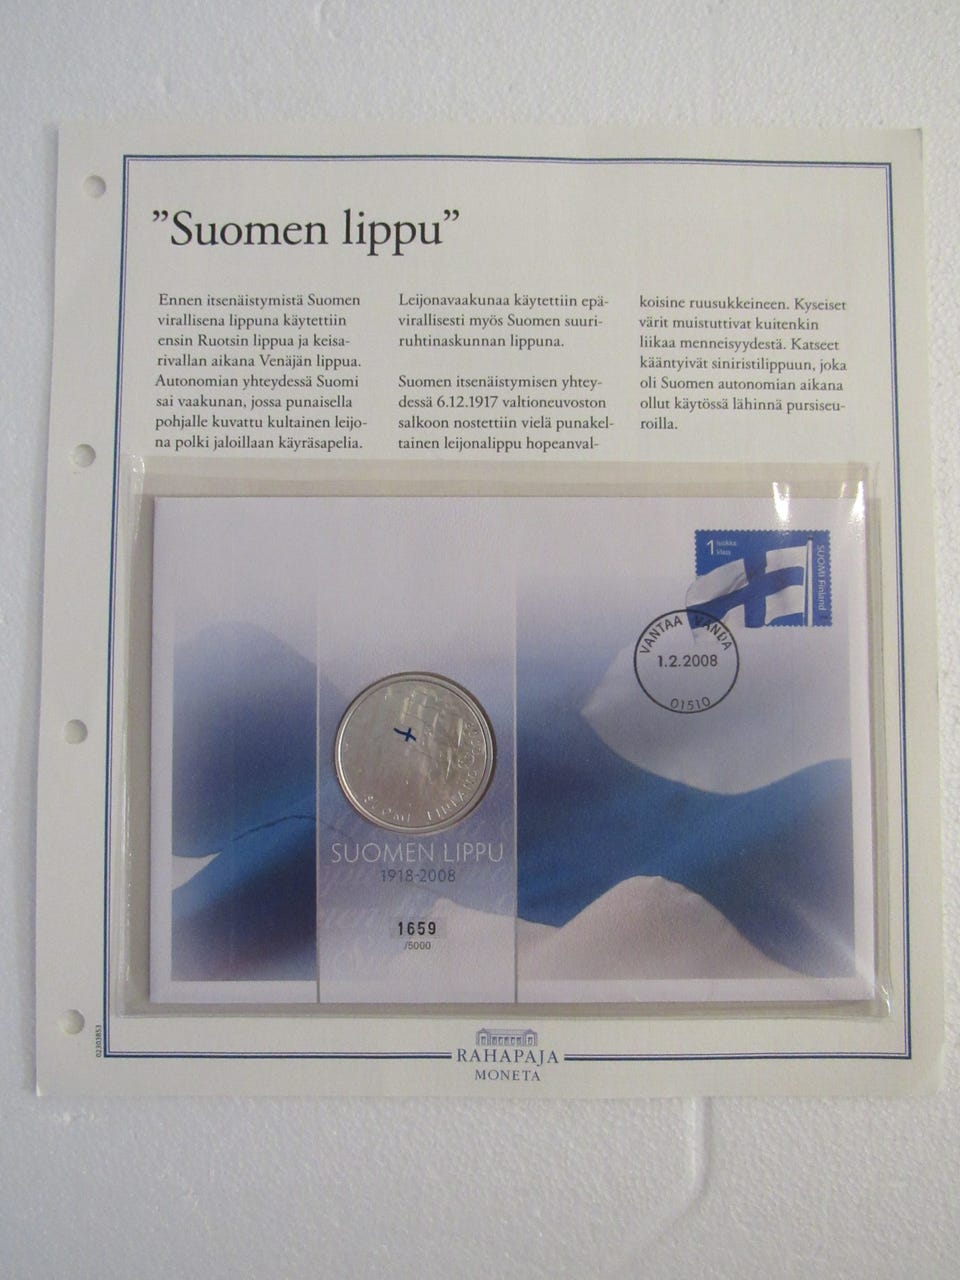 ”Suomen lippu”
Ennen itsenäistymistä Suomen
virallisena lippuna käytettiin
ensin Ruotsin lippua ja keisa-
rivallan aikana Venäjän lippua.
Autonomian yhteydessä Suomi
sai vaakunan, jossa punaisella
pohjalle kuvattu kultainen leijo-
na polki jaloillaan käyräsapelia.
Leijonavaakunaa käytettiin epä-
virallisesti myös Suomen suuri-
ruhtinaskunnan lippuna.
Suomen itsenäistymisen yhtey-
dessä 6.12.1917 valtioneuvoston
salkoon nostettiin vielä punakel-
tainen leijonalippu hopeanval-
koisine ruusukkeineen. Kyseiset
värit muistuttivat kuitenkin
liikaa menneisyydestä. Katseet
kääntyivät siniristilippuun, joka
oli Suomen autonomian aikana
ollut käytössä lähinnä pursiseu-
roilla.
1 luokka
klass
SUOMI Finland
VANTAA VANDA
1.2.2008
01510
SUOMI FINLAND
SUOMEN LIPPU
1918-2008
1659
/5000
02303853
RAHAPAJA
MONETA